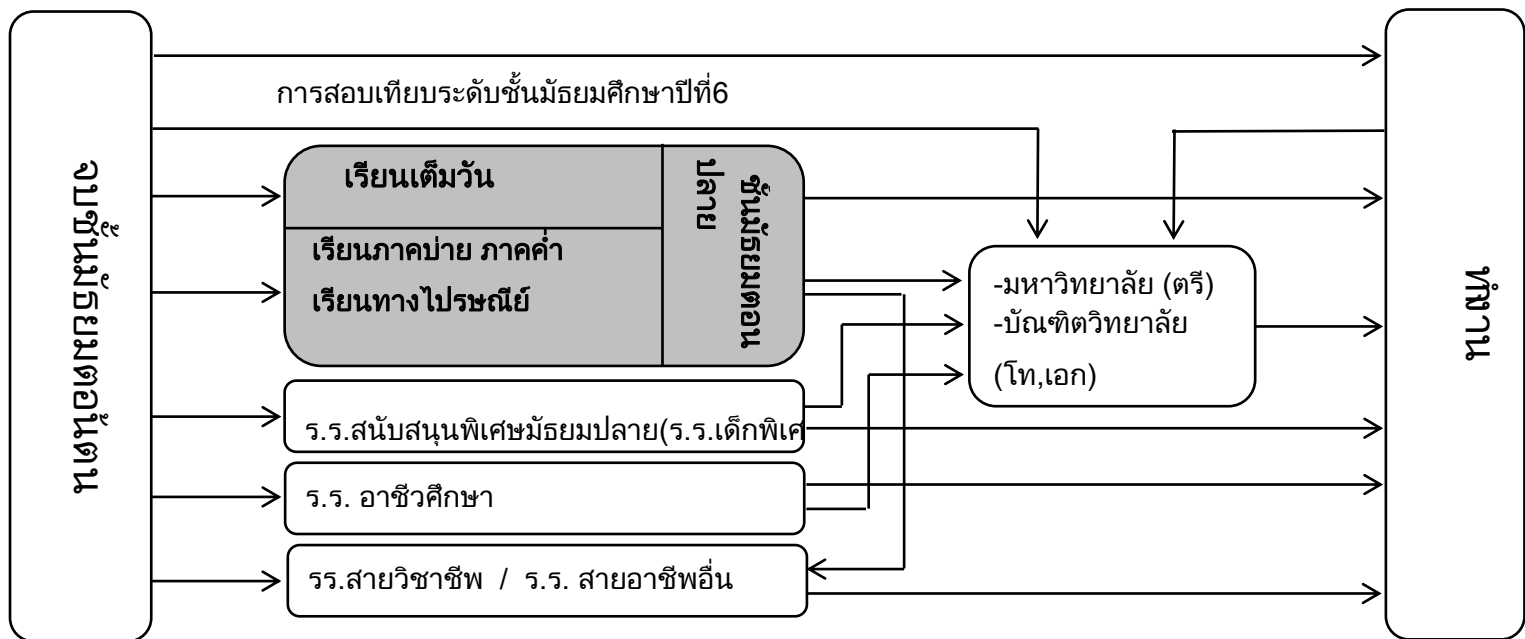 จบชั้นมัธยมตอนต้น
การสอบเทียบระดับชั้นมัธยมศึกษาปีที่6
เรียนเต็มวัน
เรียนภาคบ่าย ภาคค่ำ
เรียนทางไปรษณีย์
ชั้นมัธยมตอน
ปลาย
-มหาวิทยาลัย (ตรี)
-บัณฑิตวิทยาลัย
(โท,เอก)
ร.ร.สนับสนุนพิเศษมัธยมปลาย(ร.ร.เด็กพิเศ
ร.ร. อาชีวศึกษา
รร.สายวิชาชีพ / ร.ร. สายอาชีพอื่น
ทำงาน